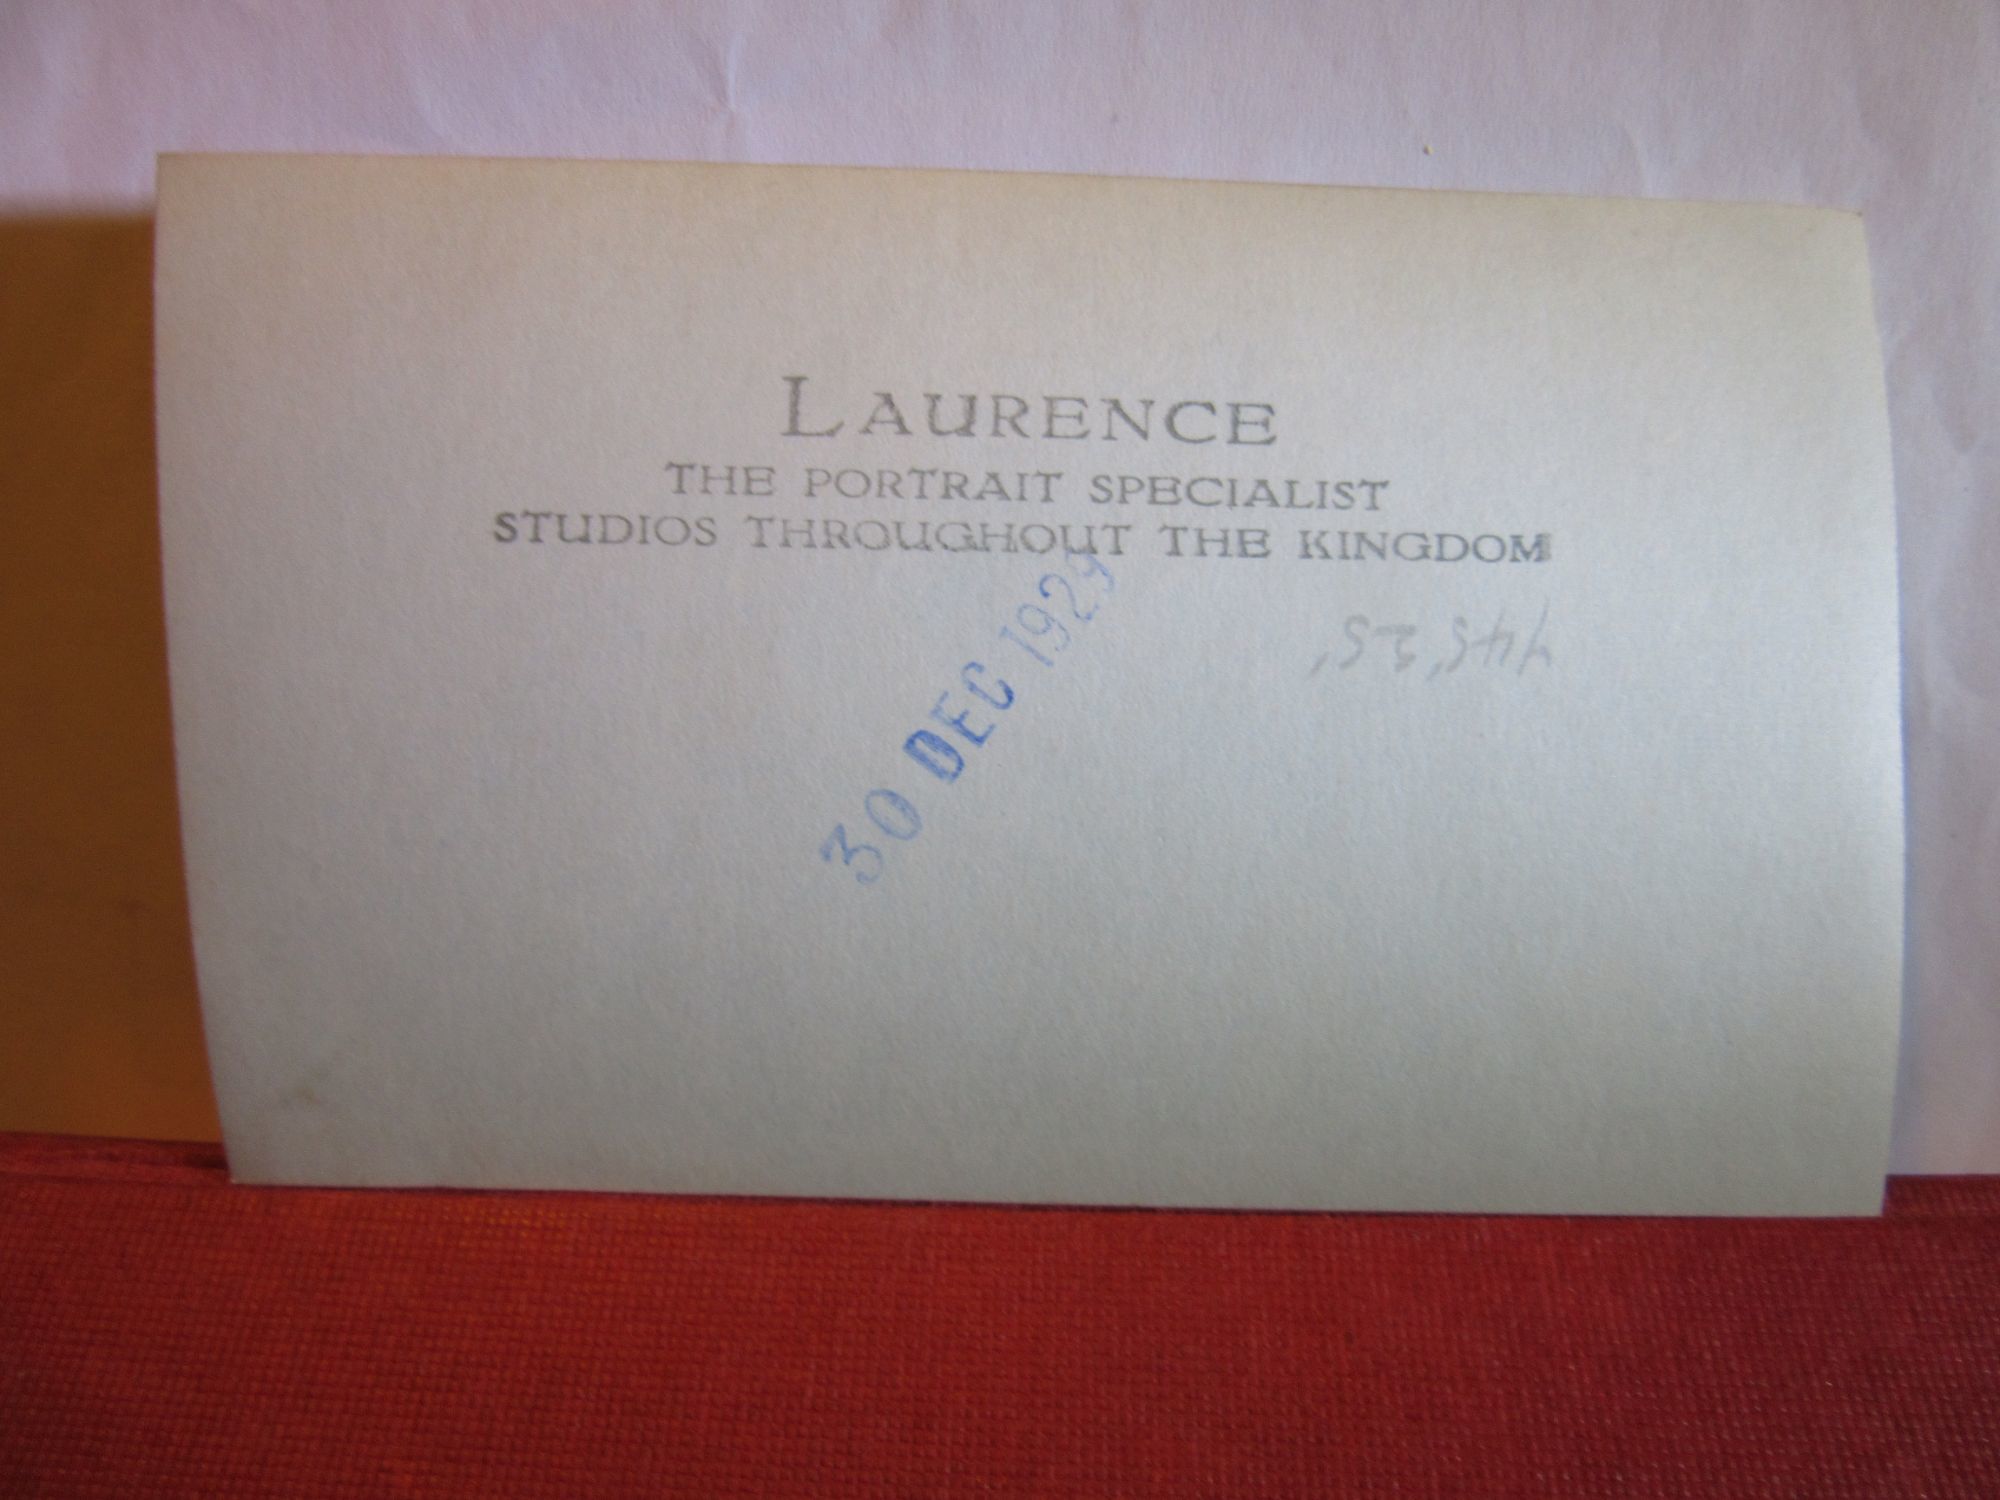 LAURENCE
THE PORTRAIT SPECIALIST
STUDIOS THROUGHOUT THE KINGDOM
30 DEC 1929